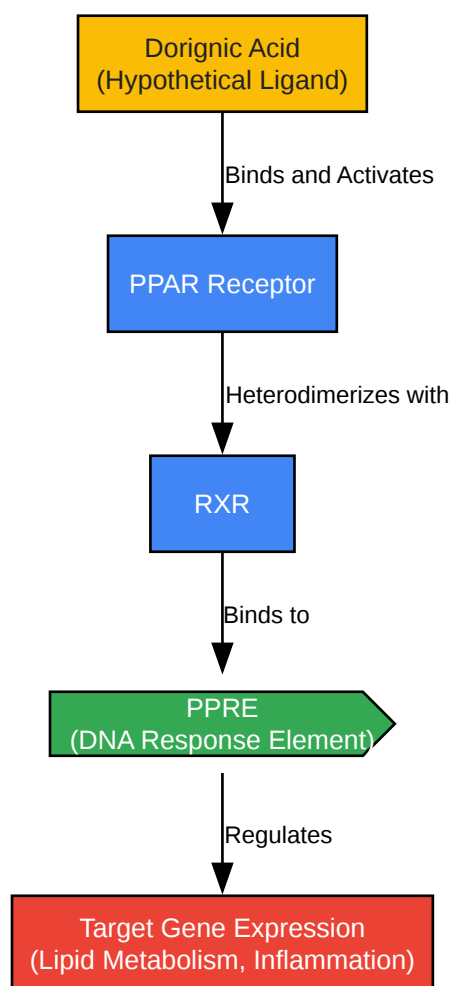 Dorignic Acid
(Hypothetical Ligand)
Binds and Activates
PPAR Receptor
Heterodimerizes with
RXR
Binds to
PPRE
(DNA Response Element)
Regulates
Target Gene Expression
(Lipid Metabolism, Inflammation)